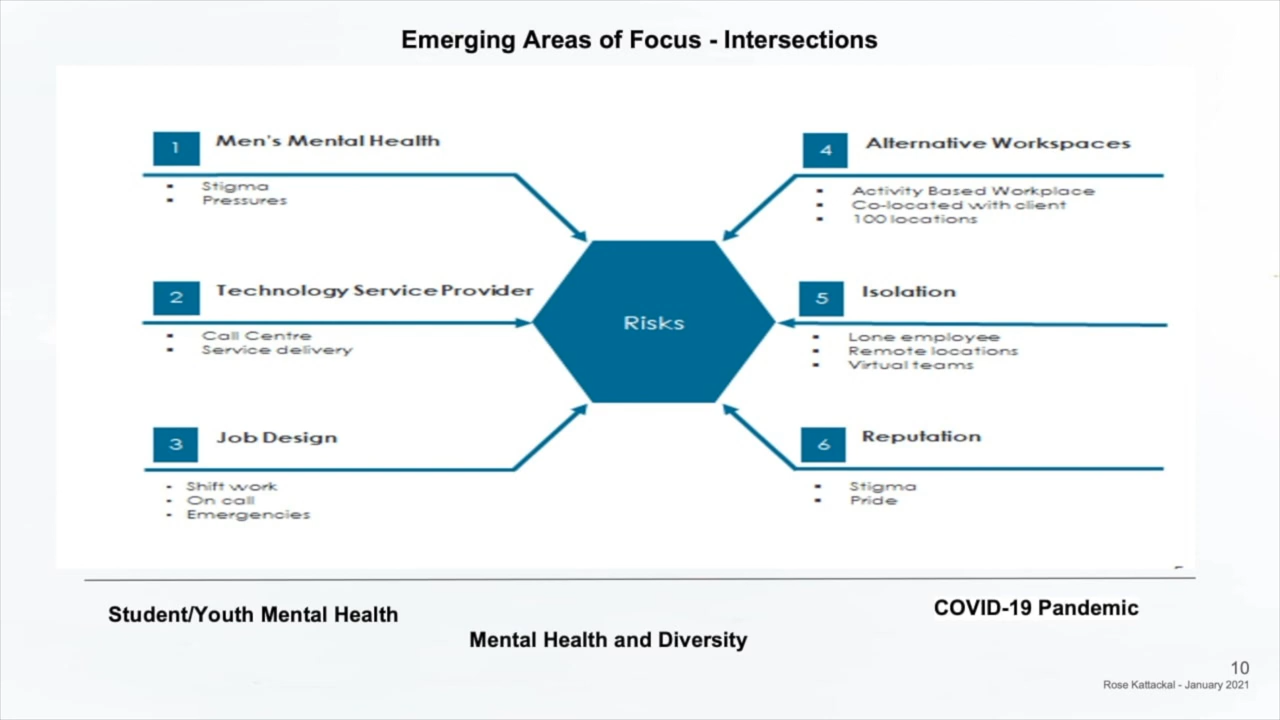 Emerging Areas of Focus - Intersections
1
Men's Mental Health
▪ Stigma
▪ Pressures
2
Technology Service Provider
▪ Call Centre
▪ Service delivery
3
Job Design
• Shift work
• On call
• Emergencies
Risks
4
Alternative Workspaces
▪ Activity Based Workplace
▪ Co-located with client
▪ 100 locations
5
Isolation
▪ Lone employee
▪ Remote locations
▪ Virtual teams
6
Reputation
▪ Stigma
▪ Pride
Student/Youth Mental Health
Mental Health and Diversity
COVID-19 Pandemic
10
Rose Kattackal - January 2021